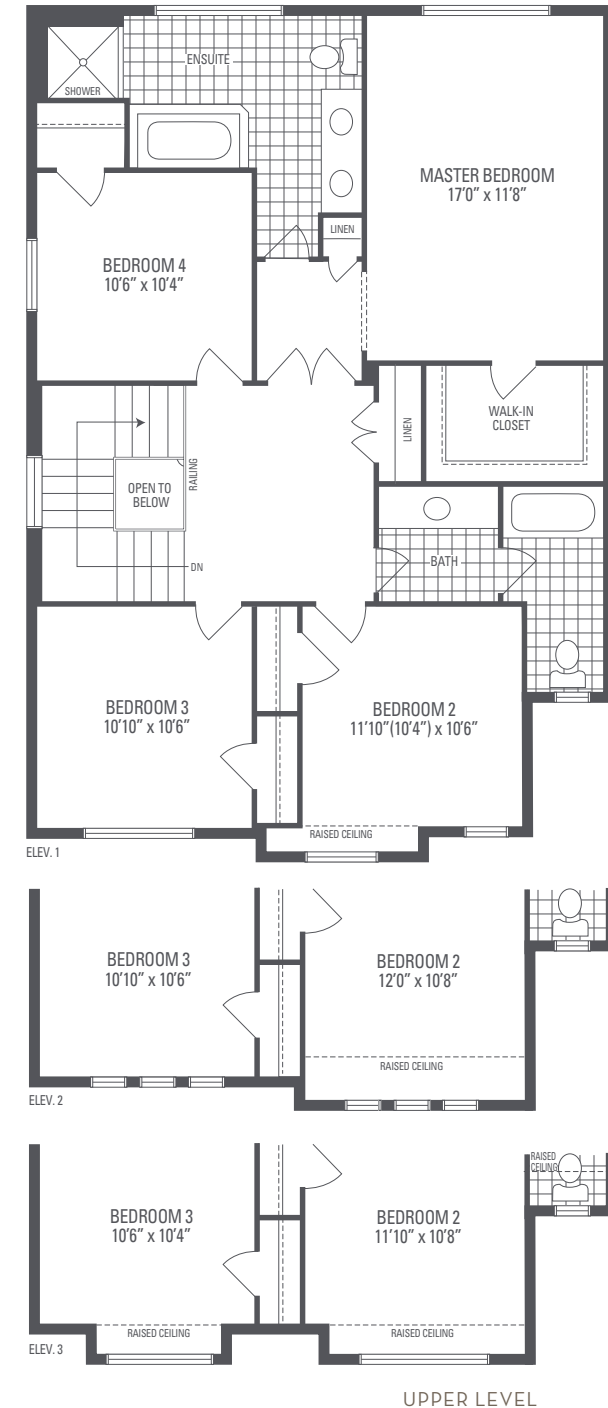 ENSUITE
SHOWER
MASTER BEDROOM
17'0” x 11'8”
LINEN
BEDROOM 4
10'6” x 10'4”
WALK-IN
CLOSET
LINEN
RAILING
OPEN TO
BELOW
BATH
DN
BEDROOM 3
10'10” x 10'6”
BEDROOM 2
11'10”(10'4”) x 10'6”
RAISED CEILING
ELEV. 1
BEDROOM 3
10'10” x 10'6”
BEDROOM 2
12'0” x 10'8”
RAISED CEILING
ELEV. 2
RAISED
CEILING
BEDROOM 3
10'6” x 10'4”
BEDROOM 2
11'10” x 10'8”
RAISED CEILING
RAISED CEILING
ELEV. 3
UPPER LEVEL